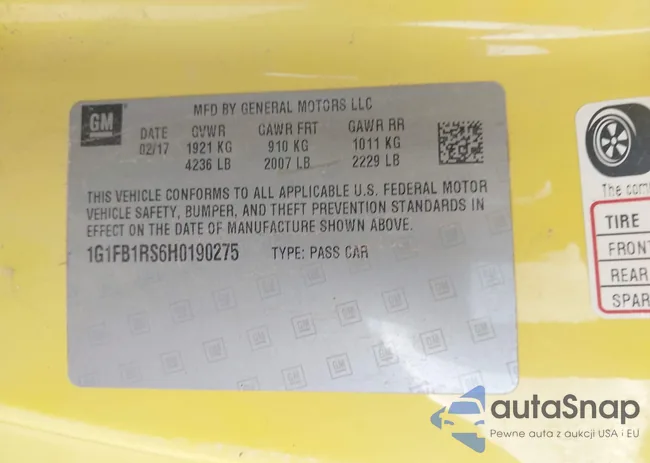 GM
MFD BY GENERAL MOTORS LLC
DATE GVWR GAWR FRT GAWR RR
02/17 1921 KG 910 KG 1011 KG
4236 LB 2007 LB 2229 LB
THIS VEHICLE CONFORMS TO ALL APPLICABLE U.S. FEDERAL MOTOR
VEHICLE SAFETY, BUMPER, AND THEFT PREVENTION STANDARDS IN
EFFECT ON THE DATE OF MANUFACTURE SHOWN ABOVE.
1G1FB1RS6H0190275 TYPE: PASS CAR
The com
TIRE
FRONT
REAR
SPAR
autaSnap
Pewne auta z aukcji USA i EU